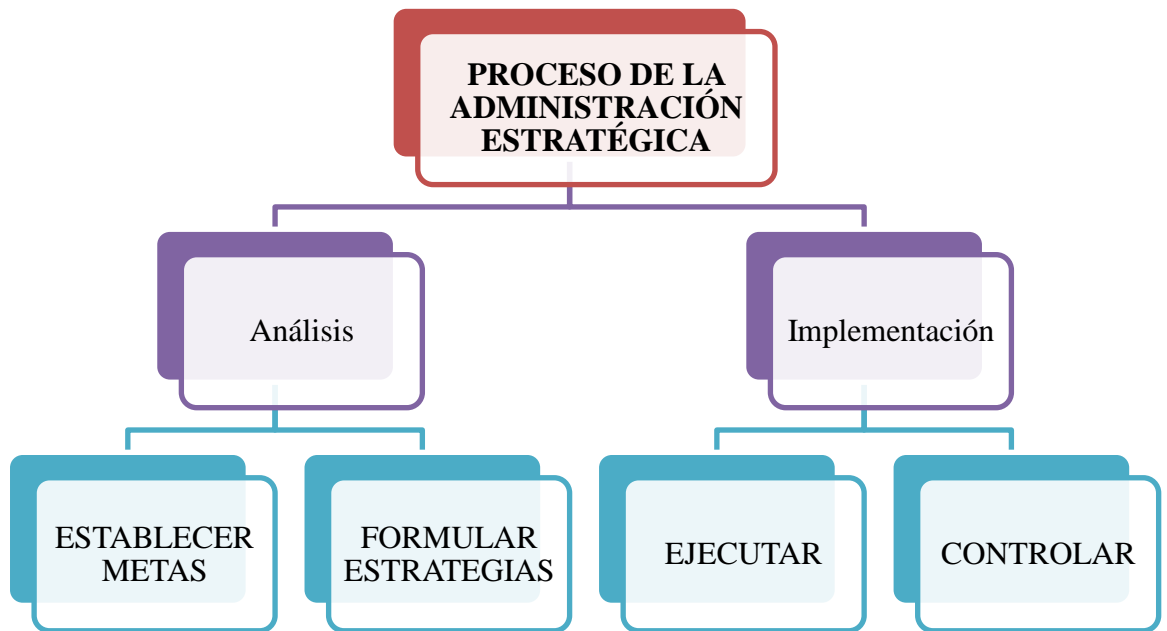 PROCESO DE LA
ADMINISTRACIÓN
ESTRATÉGICA
Análisis
Implementación
ESTABLECER
METAS
FORMULAR
ESTRATEGIAS
EJECUTAR
CONTROLAR